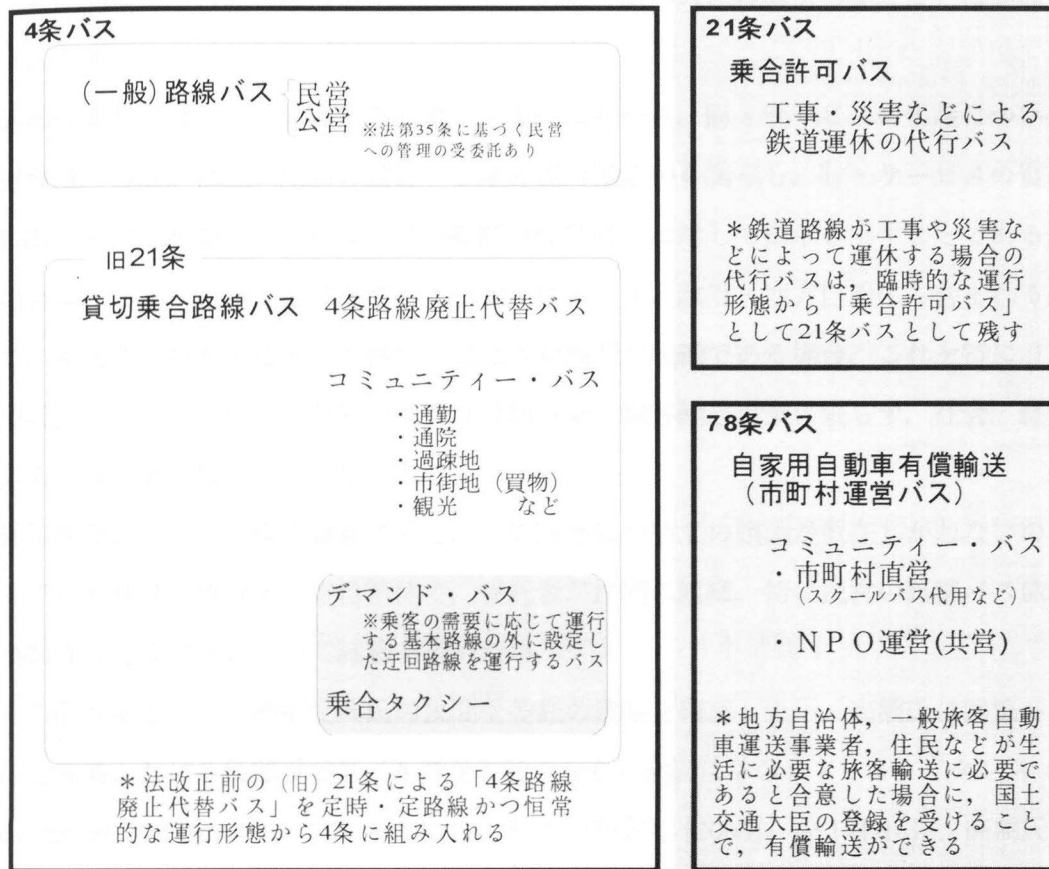 4条バス
(一般)路線バス 民営
公営 ※法第35条に基づく民営
への管理の受委託あり
旧21条
貸切乗合路線バス 4条路線廃止代替バス
コミュニティー・バス
・通勤
・通院
・過疎地
・市街地(買物)
・観光 など
デマンド・バス
※乗客の需要に応じて運行
する基本路線の外に設定し
た迂回路線を運行するバス
乗合タクシー
＊法改正前の(旧)21条による「4条路線
廃止代替バス」を定時・定路線かつ恒常
的な運行形態から4条に組み入れる
21条バス
乗合許可バス
工事・災害などによる
鉄道運休の代行バス
＊鉄道路線が工事や災害な
どによって運休する場合の
代行バスは，臨時的な運行
形態から「乗合許可バス」
として21条バスとして残す
78条バス
自家用自動車有償輸送
(市町村運営バス)
コミュニティー・バス
・市町村直営
(スクールバス代用など)
・NPO運営(共営)
＊地方自治体，一般旅客自動
車運送事業者，住民などが生
活に必要な旅客輸送に必要で
あると合意した場合に，国土
交通大臣の登録を受けること
で，有償輸送ができる